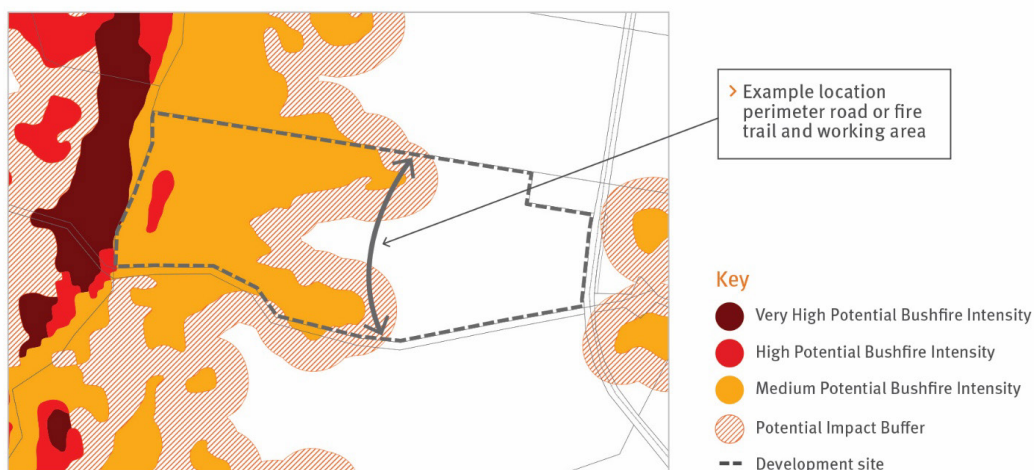 > Example location
perimeter road or fire
trail and working area
Key
Very High Potential Bushfire Intensity
High Potential Bushfire Intensity
Medium Potential Bushfire Intensity
Potential Impact Buffer
Development site